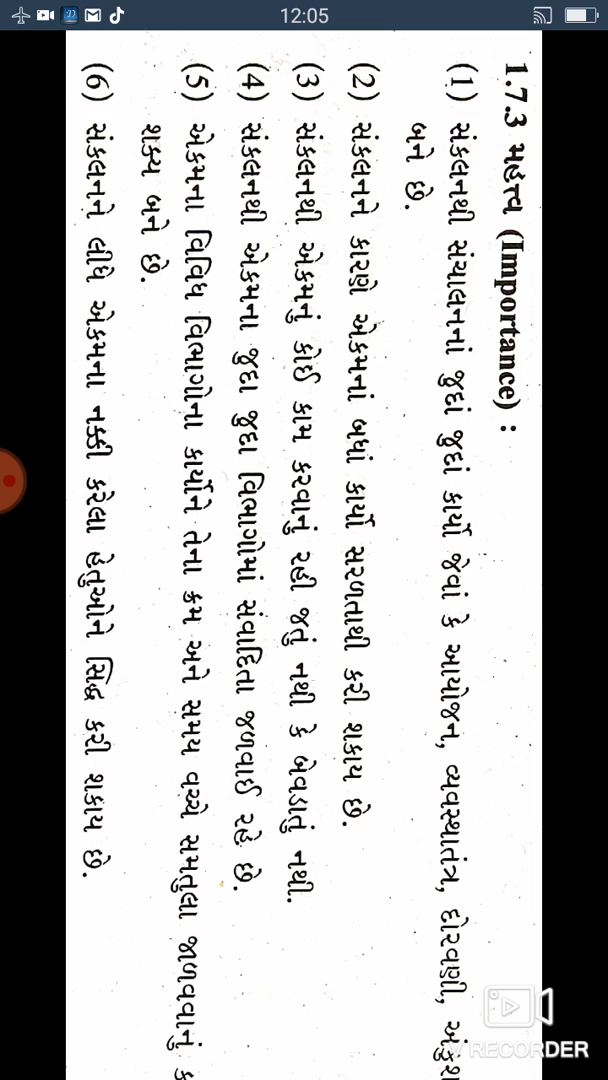 12:05
1.7.3 મહત્ત્વ (Importance) :
(1) સંકલનથી સંચાલનનાં જુદાં જુદાં કાર્યો જેવાં કે આયોજન, વ્યવસ્થાતંત્ર, દોરવણી,
બને છે.
(2) સંકલનને કારણે એકમનાં બધાં કાર્યો સરળતાથી કરી શકાય છે.
(3) સંકલનથી એકમનું કોઈ કામ કરવાનું રહી જતું નથી કે બેવડાતું નથી.
(4) સંકલનથી એકમના જુદા જુદા વિભાગોમાં સંવાદિતા જળવાઈ રહે છે.
(5) એકમના વિવિધ વિભાગોના કાર્યોને તેના ક્રમ અને સમય વચ્ચે સમતુલા જાળવવાનું
શક્ય બને છે.
(6) સંકલનને લીધે એકમના નક્કી કરેલા હેતુઓને સિદ્ધ કરી શકાય છે.
V RECORDER